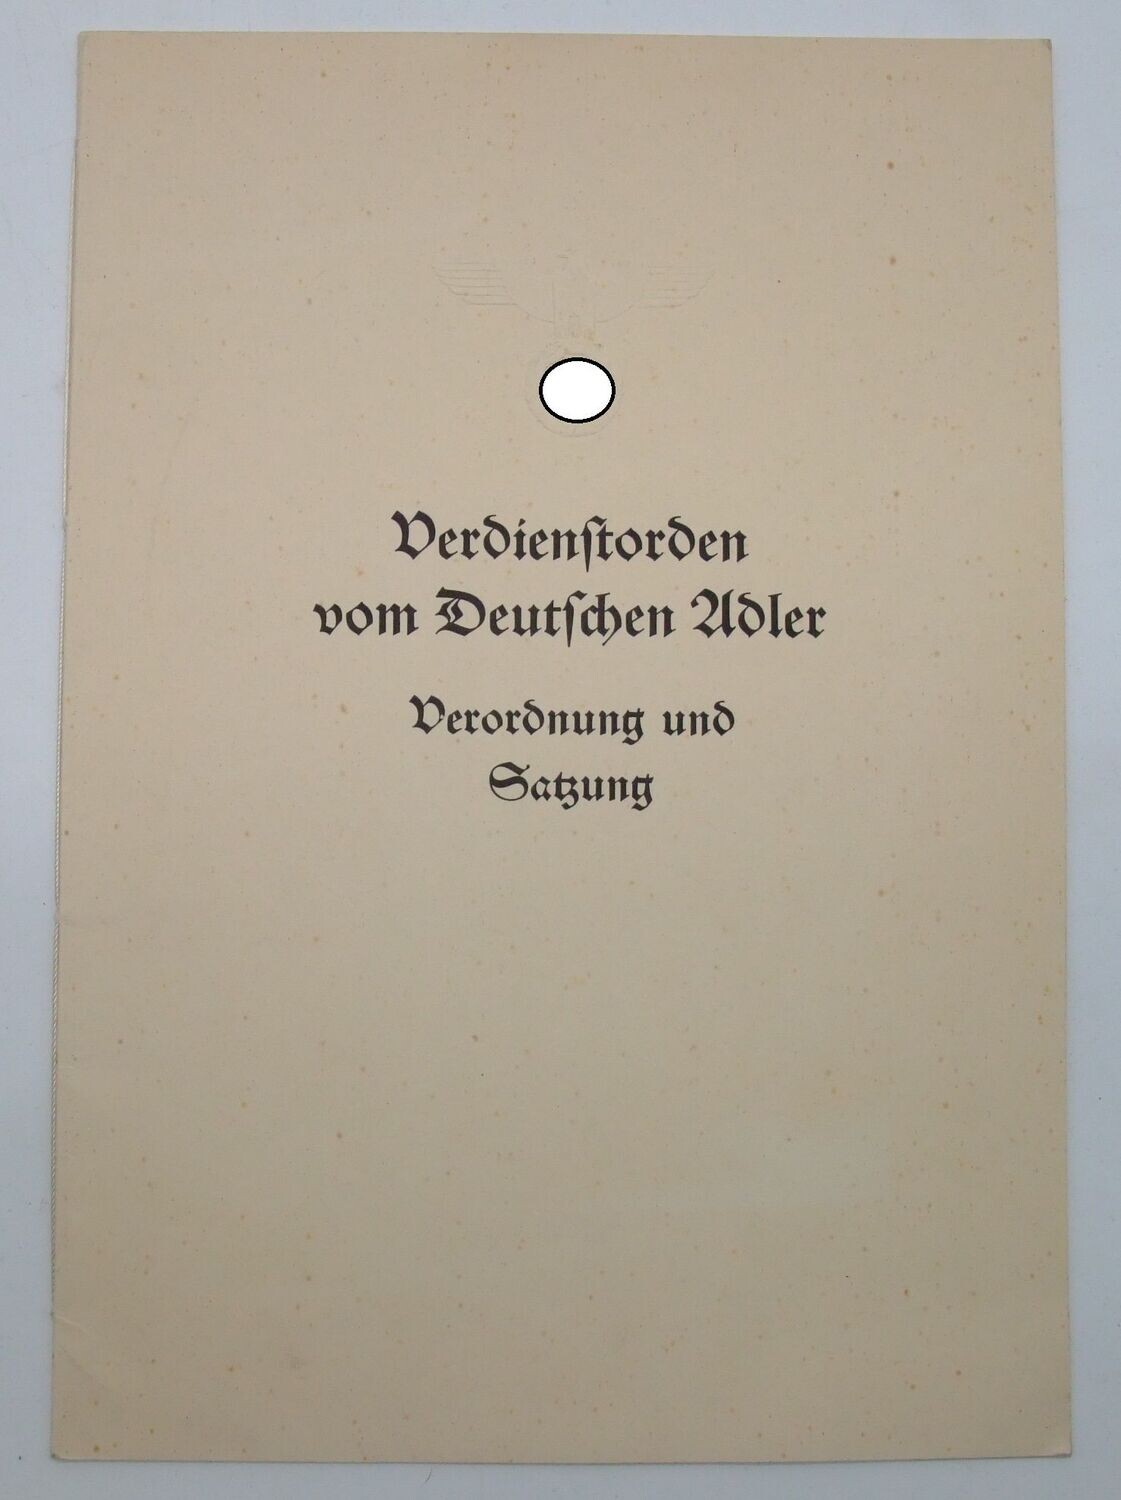 Verdienſtorden
vom Deutſchen Adler
Verordnung und
Satzung